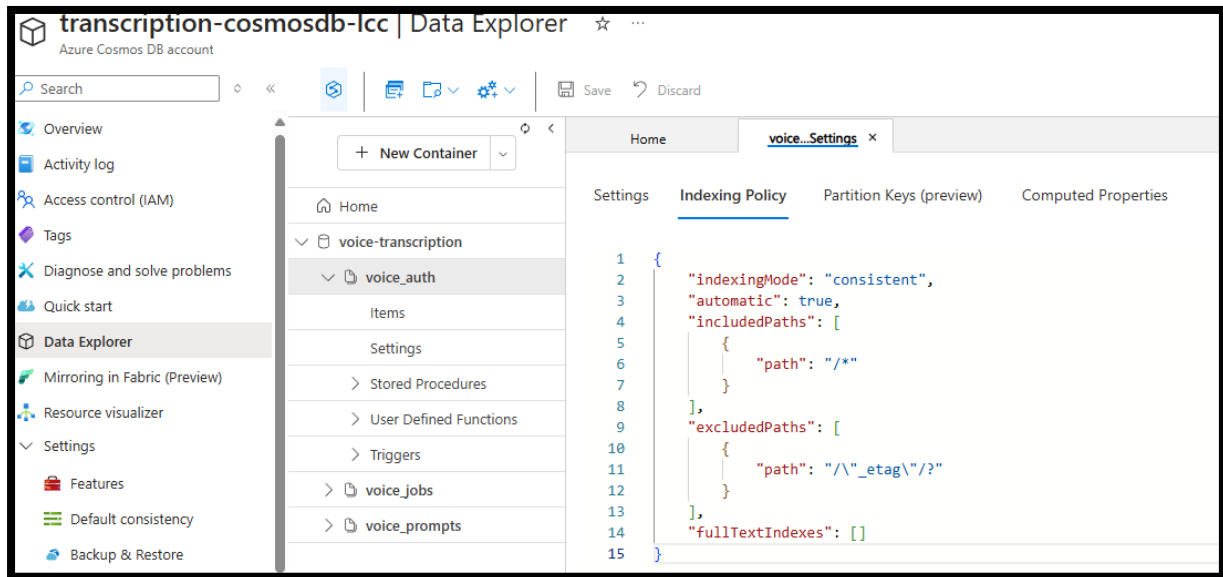 transcription-cosmosdb-lcc | Data Explorer ☆ ···
Azure Cosmos DB account
Search
Save Discard
Overview
Activity log
Access control (IAM)
Tags
Diagnose and solve problems
Quick start
Data Explorer
Mirroring in Fabric (Preview)
Resource visualizer
Settings
Features
Default consistency
Backup & Restore
+ New Container
Home
voice-transcription
voice_auth
Items
Settings
Stored Procedures
User Defined Functions
Triggers
voice_jobs
voice_prompts
Home voice...Settings ×
Settings Indexing Policy Partition Keys (preview) Computed Properties
1 {
2 "indexingMode": "consistent",
3 "automatic": true,
4 "includedPaths": [
5 {
6 "path": "/*"
7 }
8 ],
9 "excludedPaths": [
10 {
11 "path": "/\"_etag\"/?"
12 }
13 ],
14 "fullTextIndexes": []
15 }